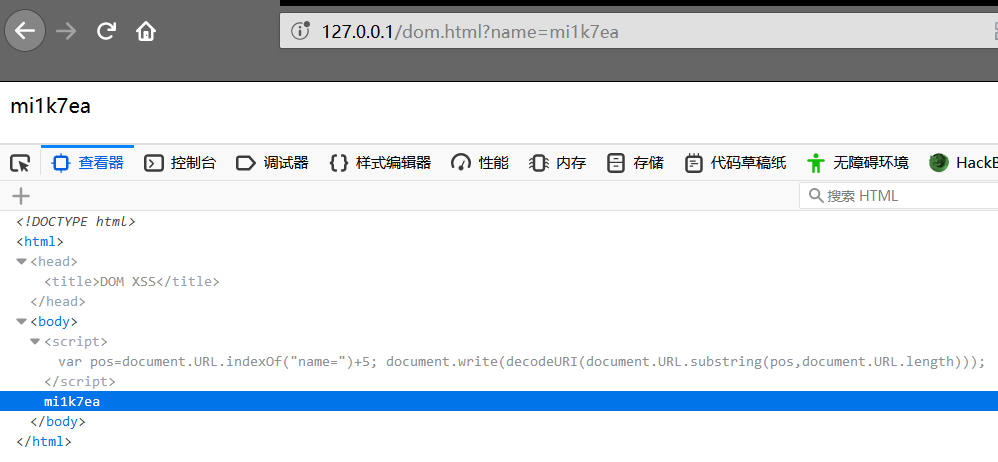 127.0.0.1/dom.html?name=mi1k7ea
mi1k7ea
查看器 控制台 调试器 样式编辑器 性能 内存 存储 代码草稿纸 无障碍环境 HackB
搜索 HTML
<!DOCTYPE html>
<html>
<head>
<title>DOM XSS</title>
</head>
<body>
<script>
var pos=document.URL.indexOf("name=")+5; document.write(decodeURI(document.URL.substring(pos,document.URL.length)));
</script>
mi1k7ea
</body>
</html>